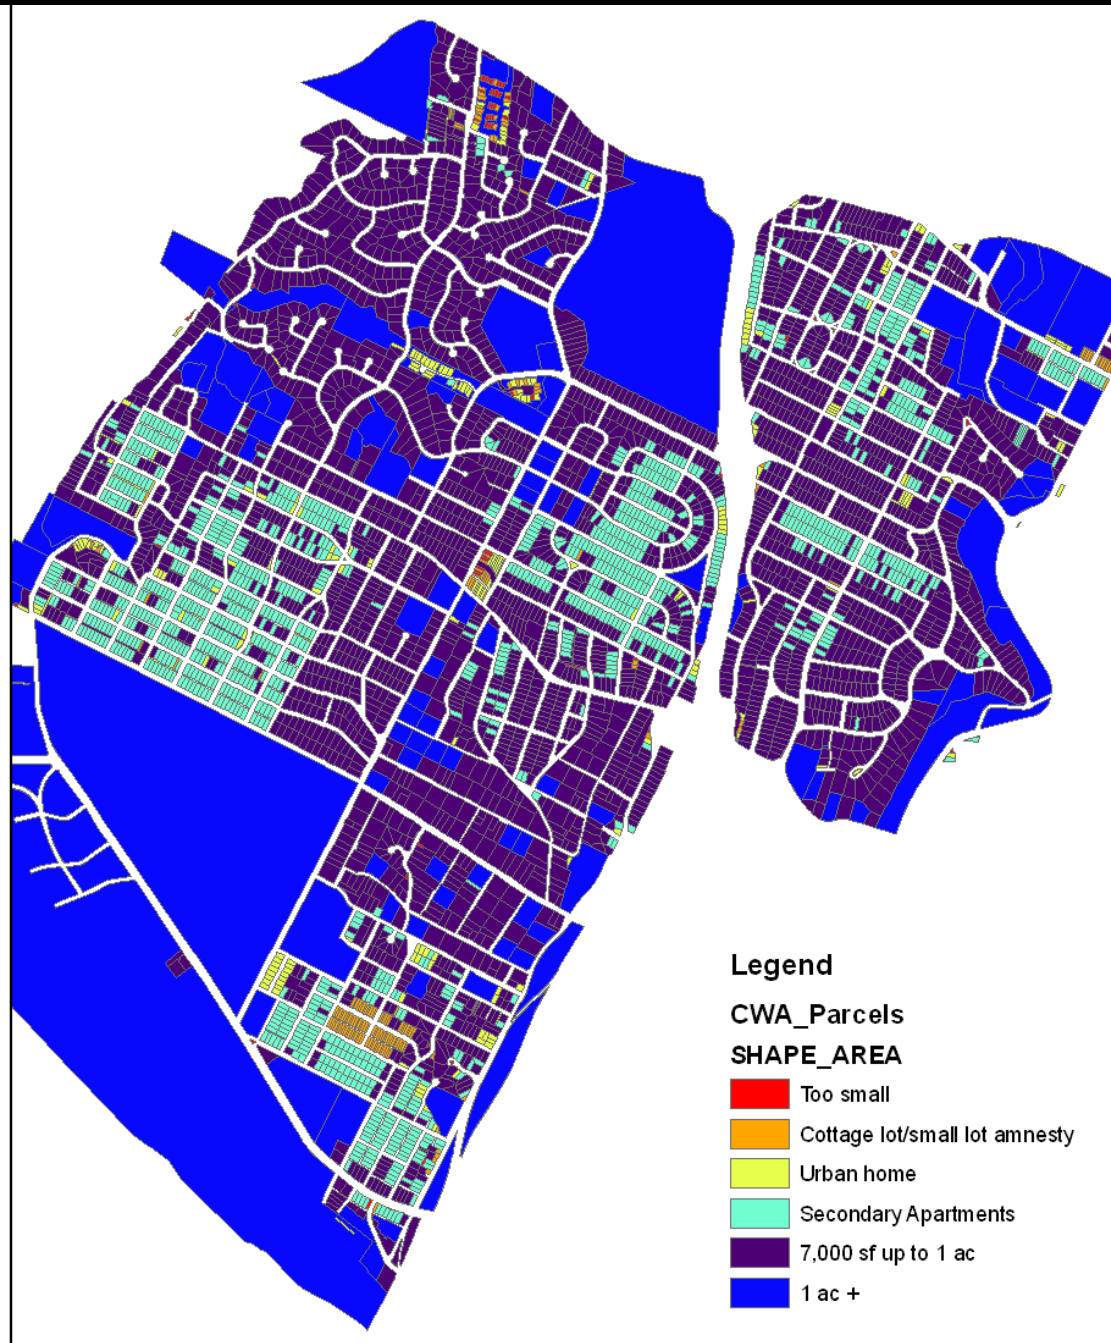 Legend
CWA_Parcels
SHAPE_AREA
Too small
Cottage lot/small lot amnesty
Urban home
Secondary Apartments
7,000 sf up to 1 ac
1 ac +